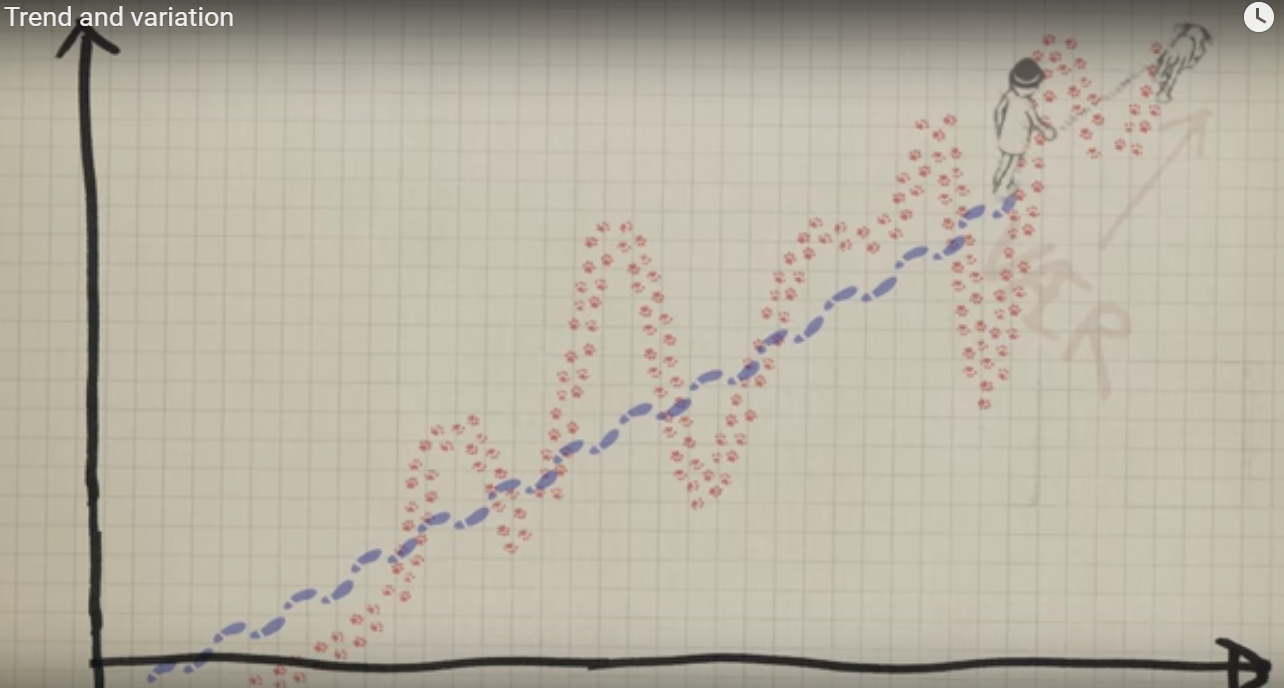 Trend and variation